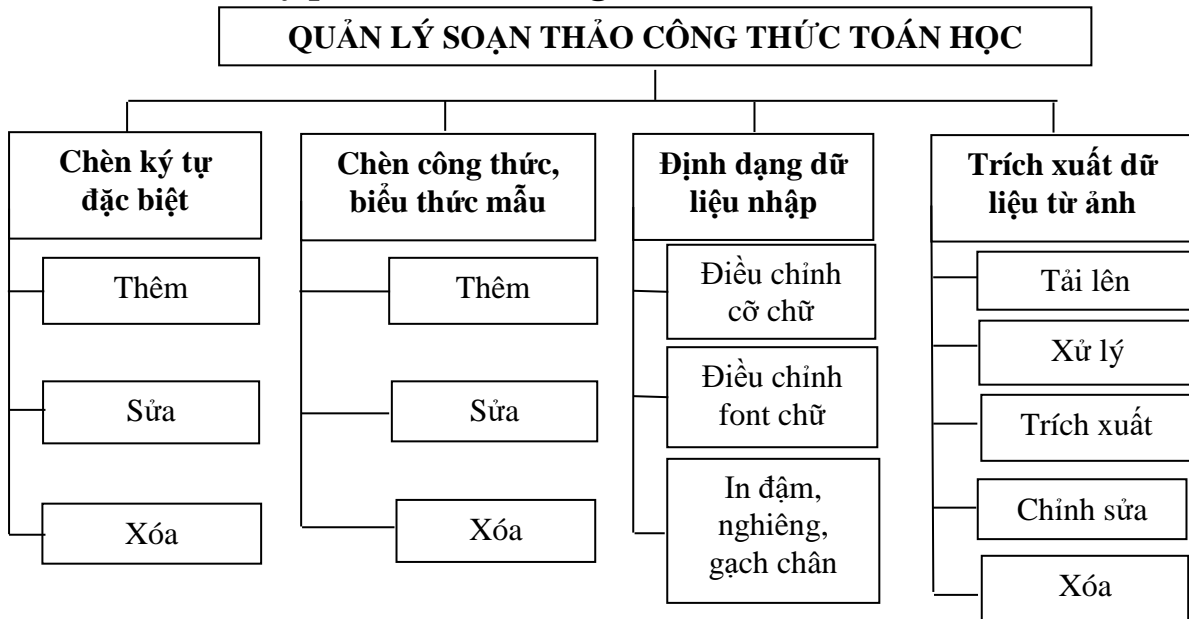 QUẢN LÝ SOẠN THẢO CÔNG THỨC TOÁN HỌC
Chèn ký tự
đặc biệt
Thêm
Sửa
Xóa
Chèn công thức,
biểu thức mẫu
Thêm
Sửa
Xóa
Định dạng dữ
liệu nhập
Điều chỉnh
cỡ chữ
Điều chỉnh
font chữ
In đậm,
nghiêng,
gạch chân
Trích xuất dữ
liệu từ ảnh
Tải lên
Xử lý
Trích xuất
Chỉnh sửa
Xóa